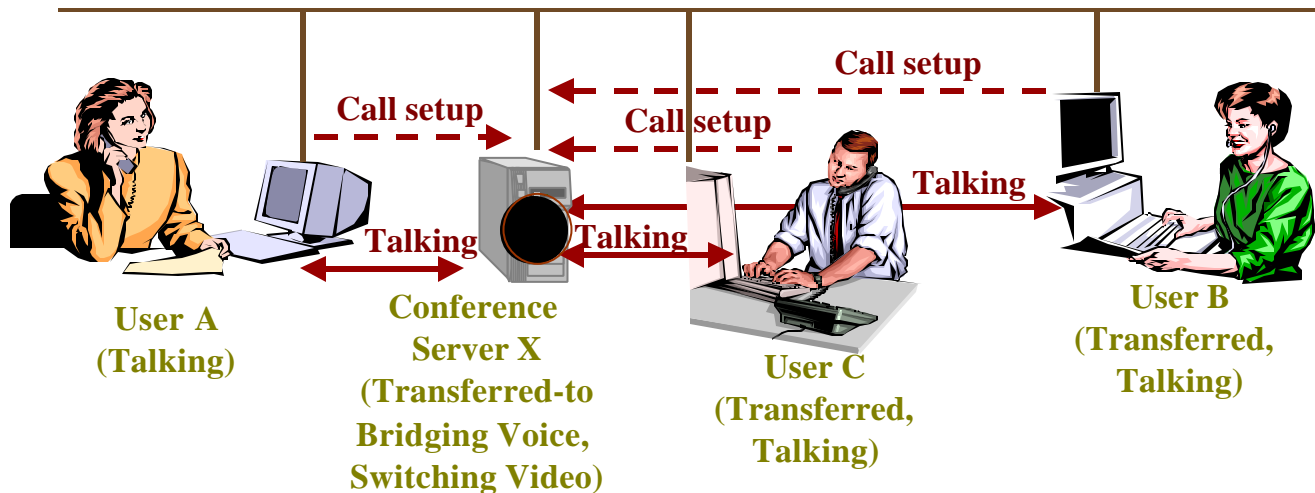 Call setup
Call setup
Call setup
Talking
Talking
Talking
User A
(Talking)
Conference
Server X
(Transferred-to
Bridging Voice,
Switching Video)
User C
(Transferred,
Talking)
User B
(Transferred,
Talking)